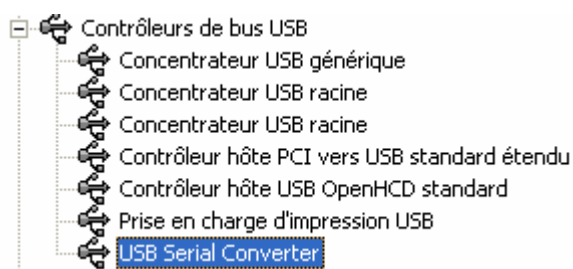 Contrôleurs de bus USB
Concentrateur USB générique
Concentrateur USB racine
Concentrateur USB racine
Contrôleur hôte PCI vers USB standard étendu
Contrôleur hôte USB OpenHCD standard
Prise en charge d'impression USB
USB Serial Converter